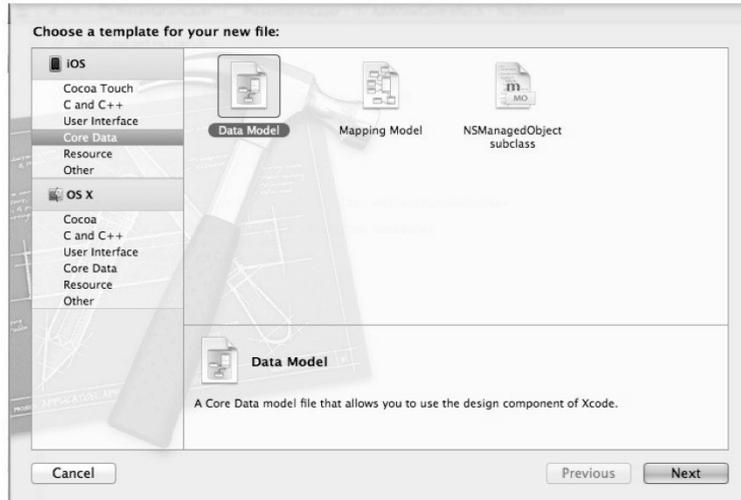 Choose a template for your new file:
iOS
Cocoa Touch
C and C++
User Interface
Core Data
Resource
Other
OS X
Cocoa
C and C++
User Interface
Core Data
Resource
Other
Data Model
Mapping Model
NSManagedObject
subclass
m
MO
Data Model
A Core Data model file that allows you to use the design component of Xcode.
Cancel
Previous
Next